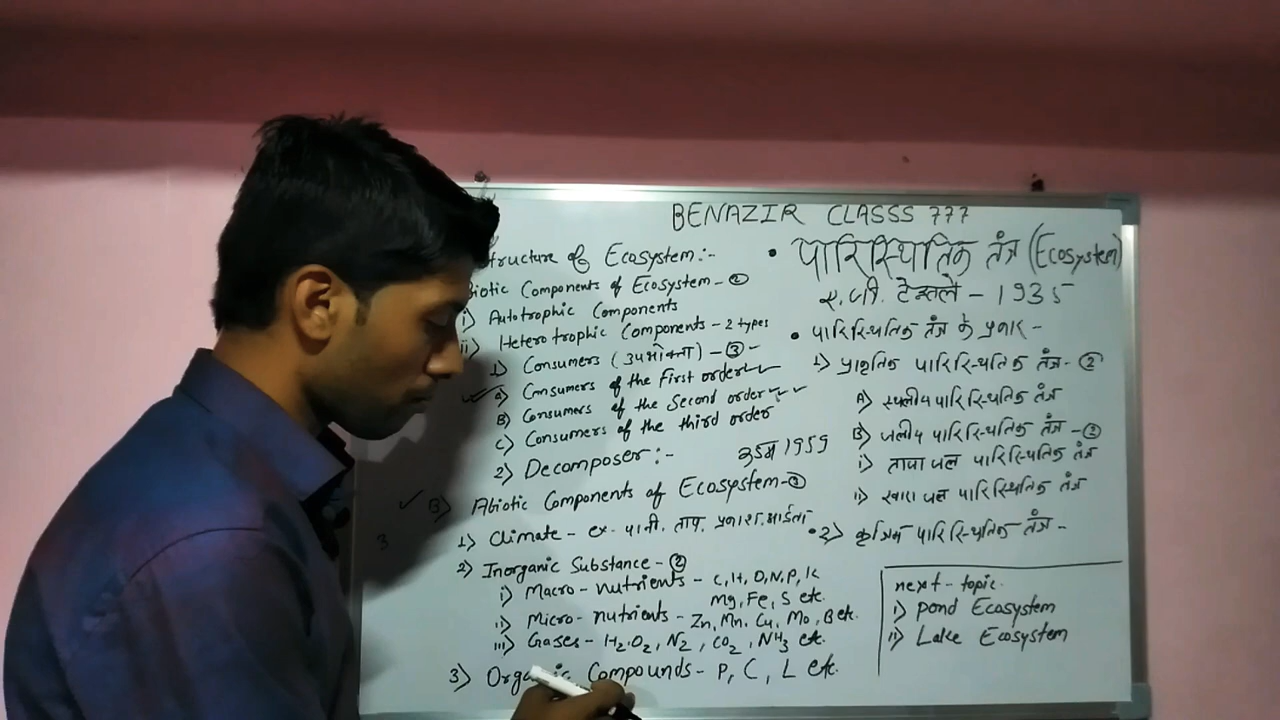 BENAZIR CLASSS 777
tructure of Ecosystem:-
iotic Components of Ecosystem - ②
i) Autotrophic Components
ii) Heterotrophic Components - 2 types
1) Consumers (उपभोक्ता) - ③ -
A) Consumers of the First order
B) Consumers of the Second order
C) Consumers of the third order
2) Decomposer :- 1959
B) Abiotic Components of Ecosystem - ③
1) Climate - ex. पानी, ताप, प्रकाश, आर्द्रता
2) Inorganic Substance - ②
i) Macro - nutrients - C, H, O, N, P, K
Mg, Fe, S etc.
ii) Micro - nutrients - Zn, Mn, Cu, Mo, B etc.
iii) Gases - H₂.O₂, N₂, CO₂, NH₃ etc
3) Organic Compounds - P, C, L etc.
3
• पारिस्थितिक तंत्र (Ecosystem)
ए. जी. टेन्सले - 1935
• पारिस्थितिक तंत्र के प्रकार -
1) प्राकृतिक पारिस्थितिक तंत्र - ②
A) स्थलीय पारिस्थितिक तंत्र
B) जलीय पारिस्थितिक तंत्र - ②
i) ताजा जल पारिस्थितिक तंत्र
ii) खारा जल पारिस्थितिक तंत्र
• 2) कृत्रिम पारिस्थितिक तंत्र -
next - topic.
i) Pond Ecosystem
ii) Lake Ecosystem